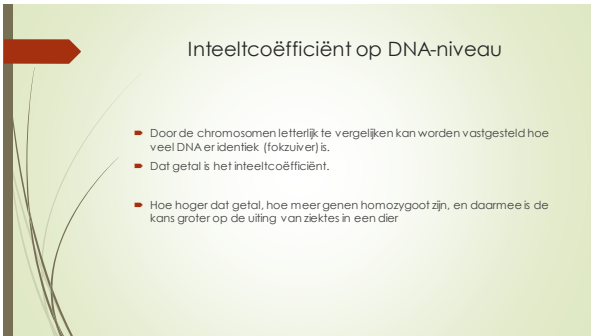 Inteeltcoëfficiënt op DNA-niveau
Door de chromosomen letterlijk te vergelijken kan worden vastgesteld hoe
veel DNA er identiek (fokzuiver) is.
Dat getal is het inteeltcoëfficiënt.
Hoe hoger dat getal, hoe meer genen homozygoot zijn, en daarmee is de
kans groter op de uiting van ziektes in een dier